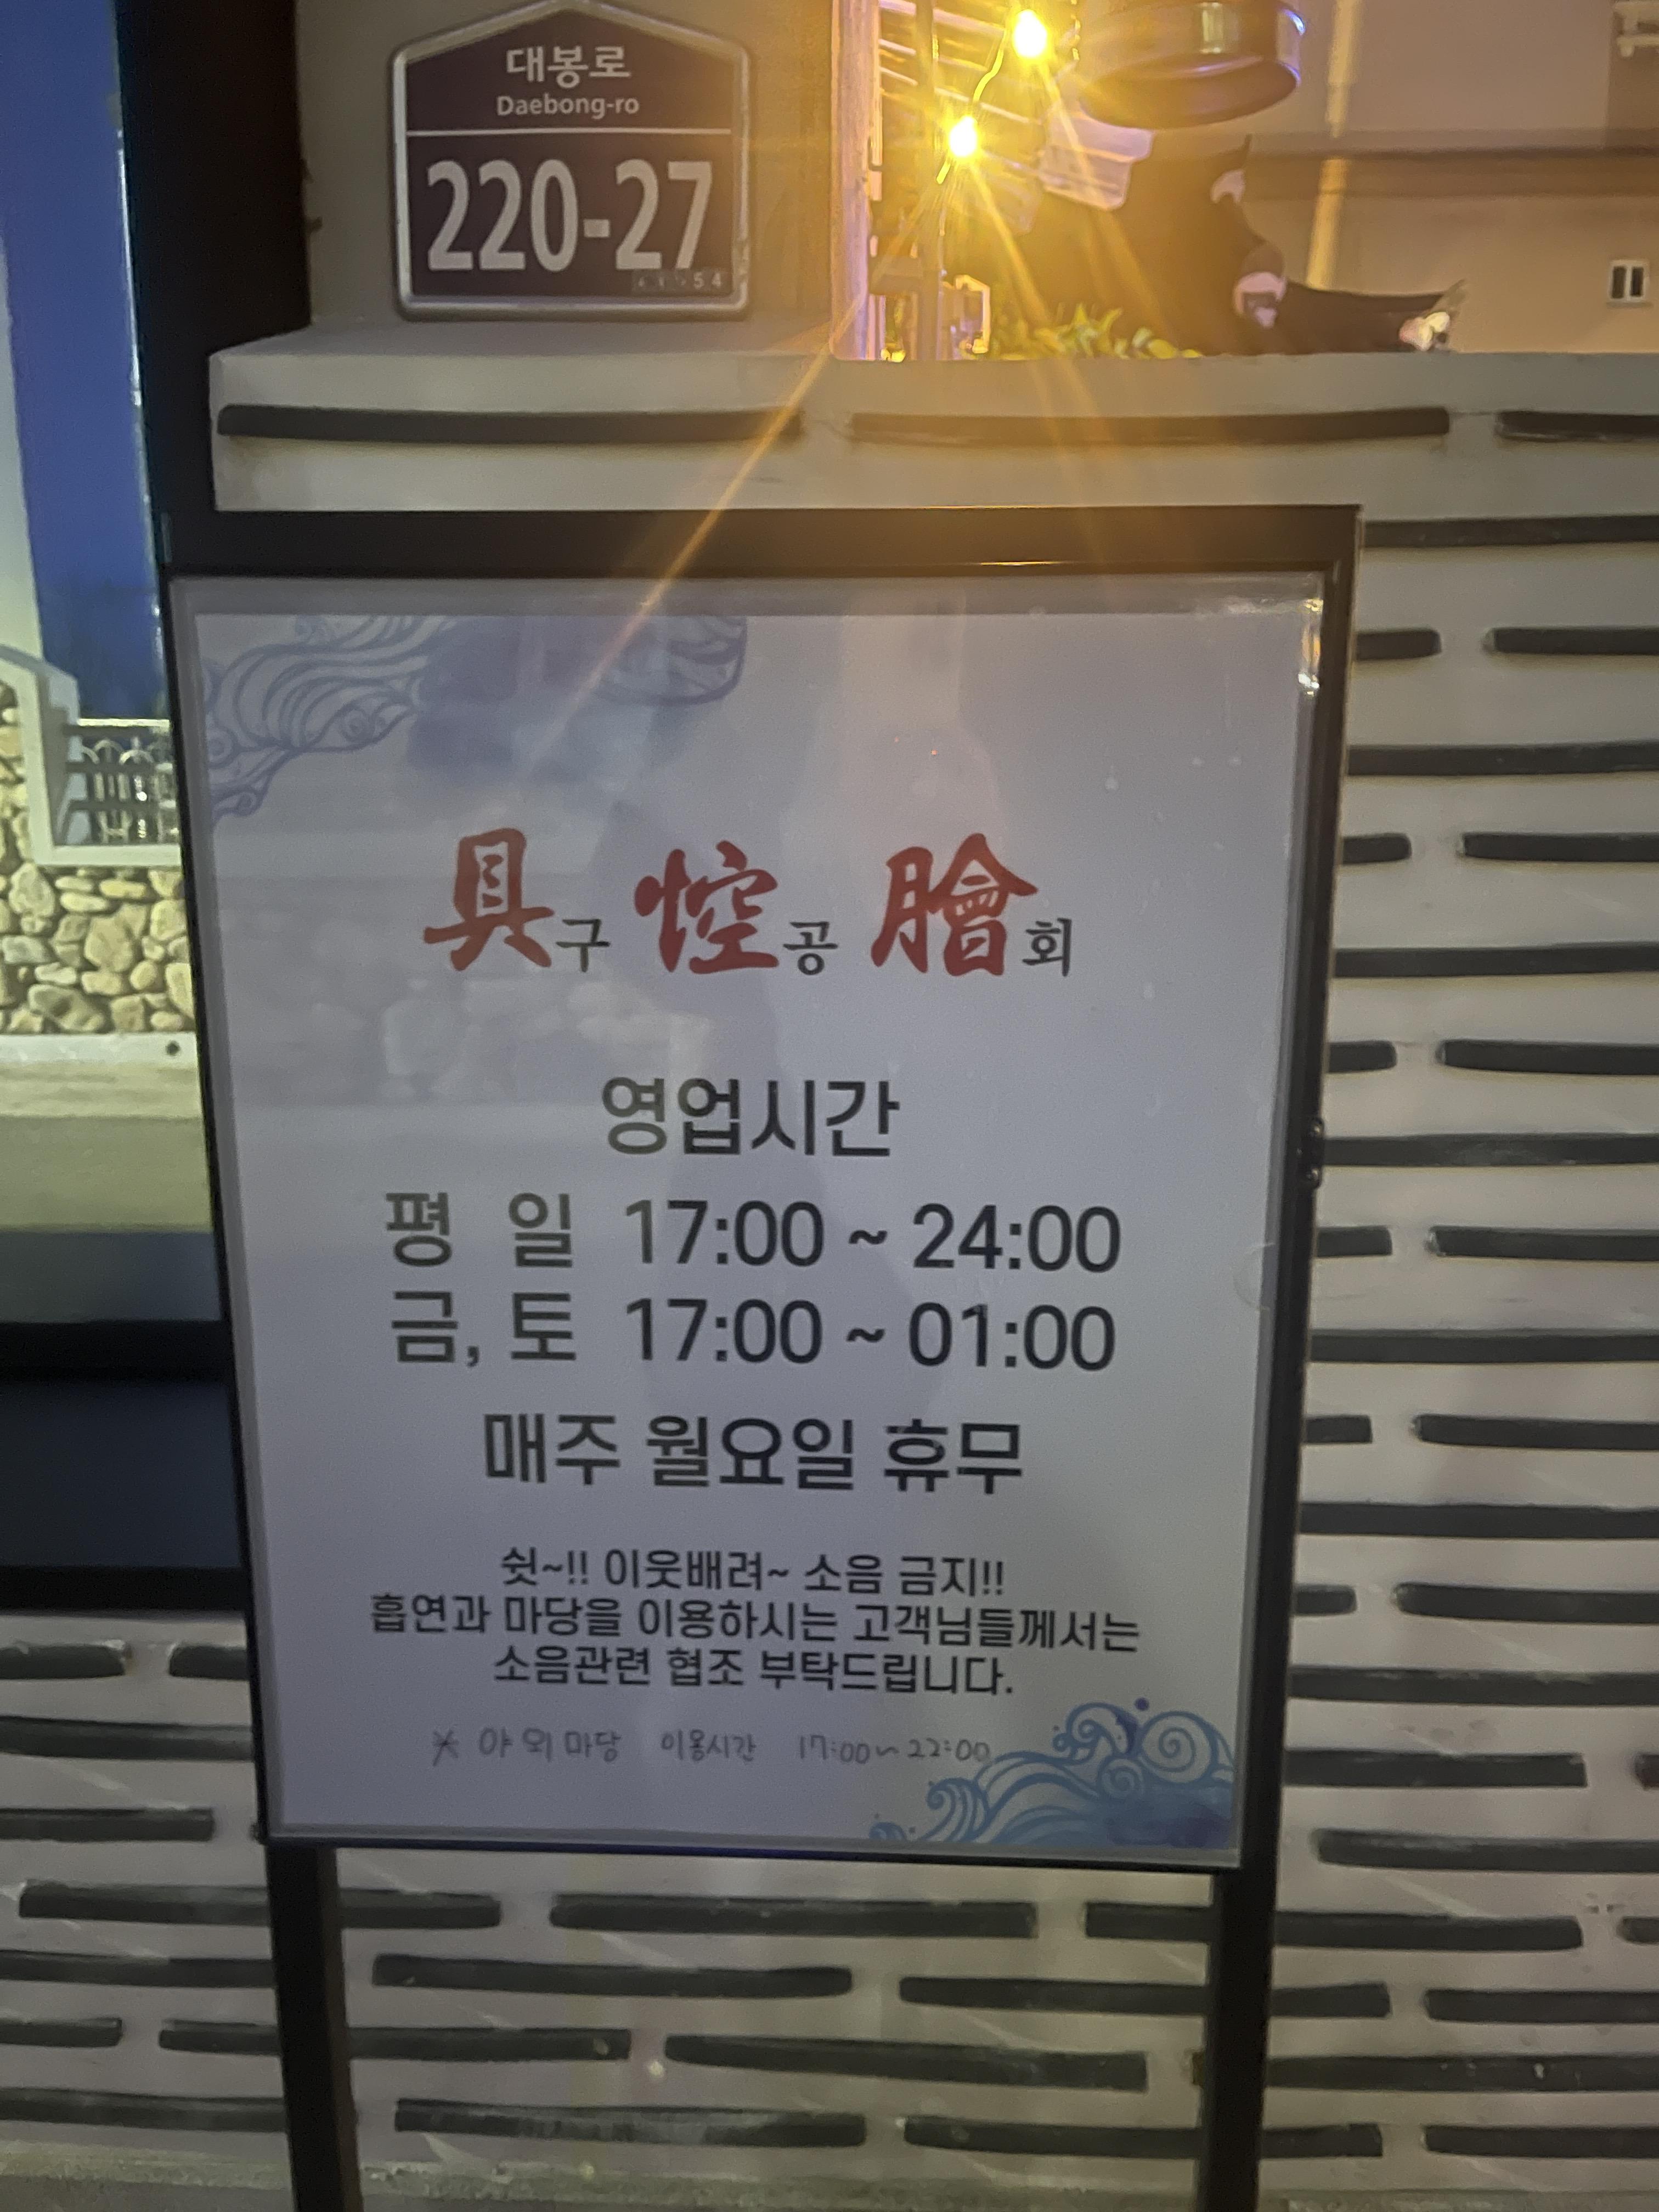 대봉로
Daebong-ro
220-27
具구 悾공 膾회
영업시간
평 일 17:00 ~ 24:00
금, 토 17:00 ~ 01:00
매주 월요일 휴무
쉿~!! 이웃배려~ 소음 금지!!
흡연과 마당을 이용하시는 고객님들께서는
소음관련 협조 부탁드립니다.
※ 야외마당 이용시간 17:00~22:00